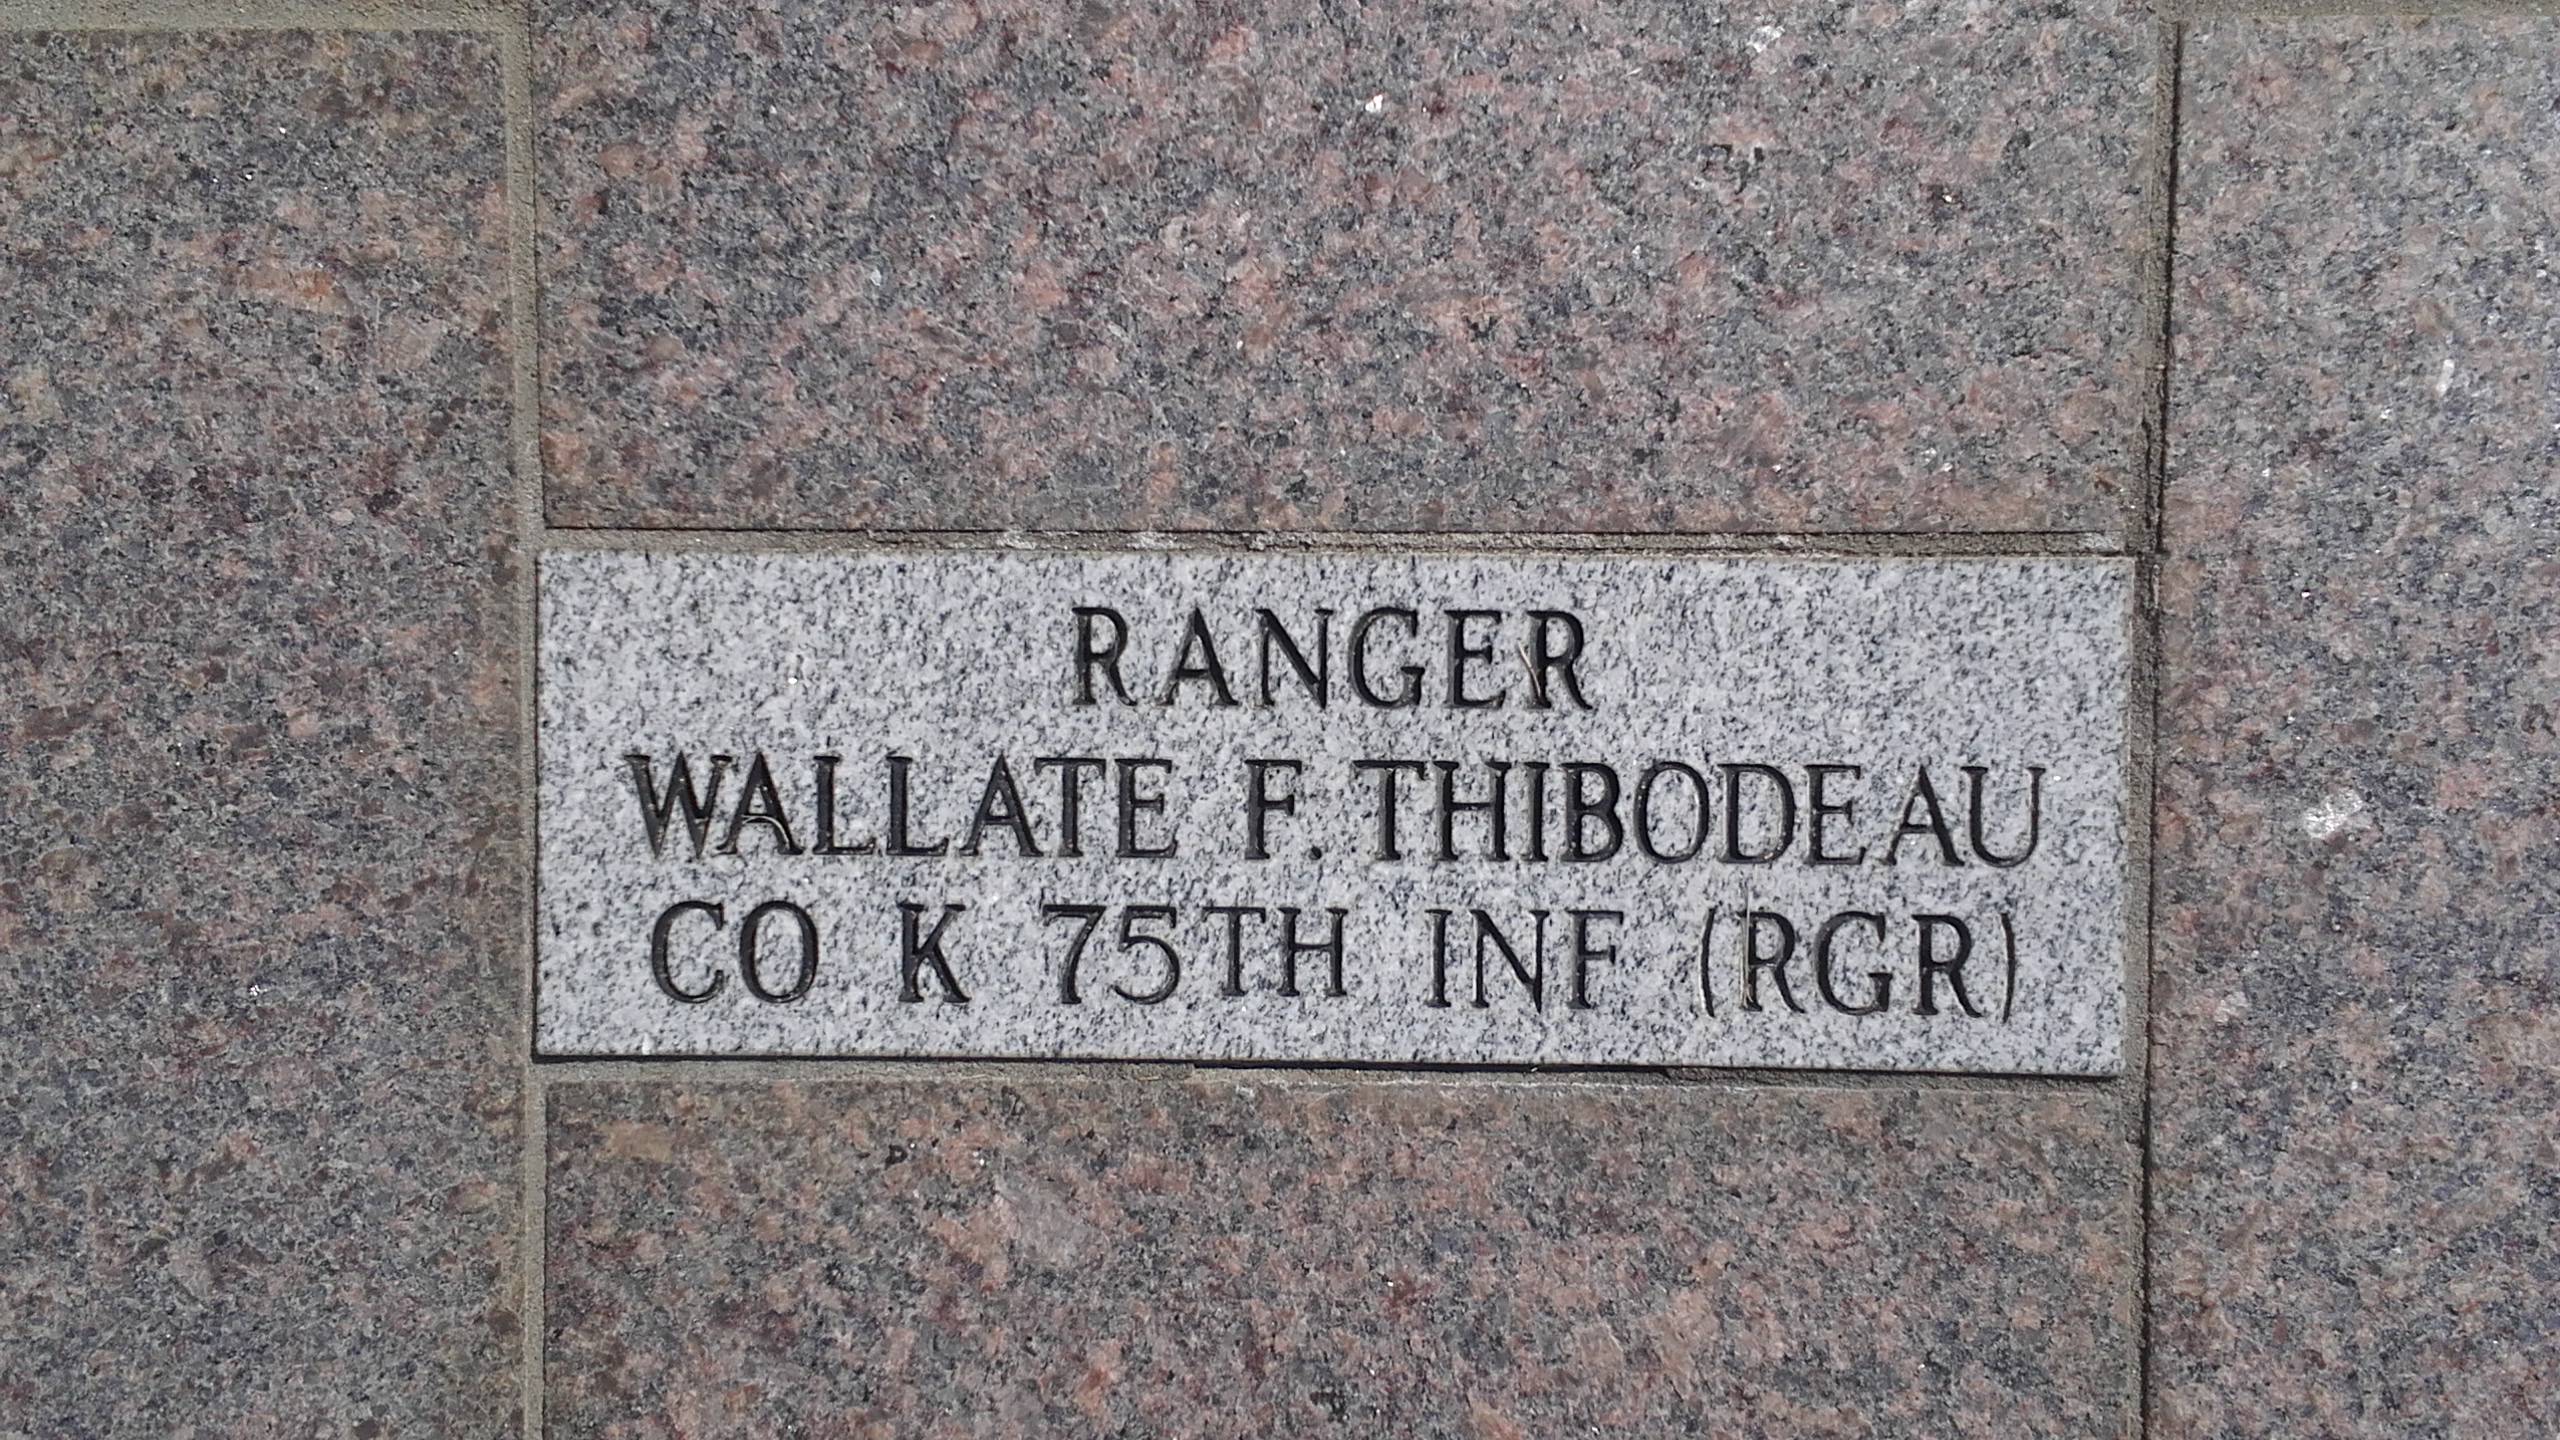 RANGER
WALLATE F. THIBODEAU
CO K 75TH INF (RGR)